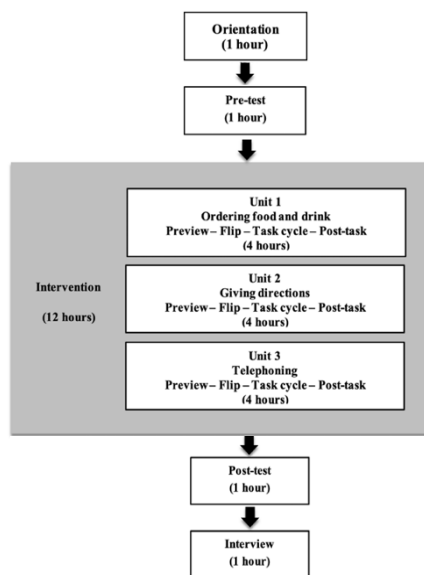 Orientation
(1 hour)
Pre-test
(1 hour)
Unit 1
Ordering food and drink
Preview – Flip – Task cycle – Post-task
(4 hours)
Intervention
(12 hours)
Unit 2
Giving directions
Preview – Flip – Task cycle – Post-task
(4 hours)
Unit 3
Telephoning
Preview – Flip – Task cycle – Post-task
(4 hours)
Post-test
(1 hour)
Interview
(1 hour)